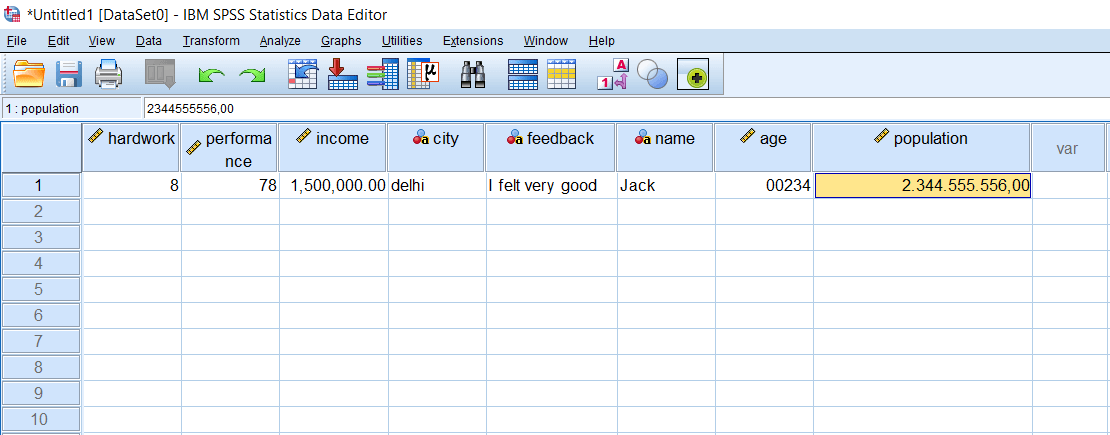 *Untitled1 [DataSet0] - IBM SPSS Statistics Data Editor
File Edit View Data Transform Analyze Graphs Utilities Extensions Window Help
1 : population 2344555556,00
hardwork performa nce income city feedback name age population var
1 8 78 1,500,000.00 delhi I felt very good Jack 00234 2.344.555.556,00
2
3
4
5
6
7
8
9
10